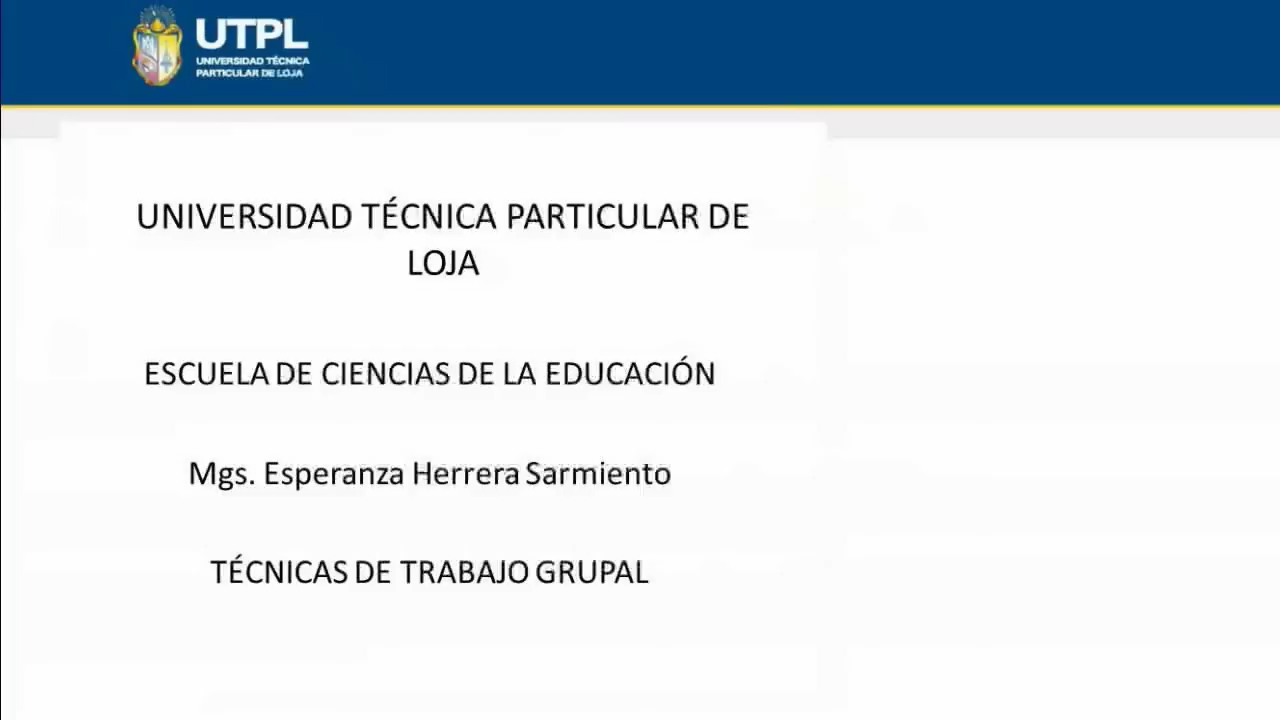 UTPL
UNIVERSIDAD TÉCNICA
PARTICULAR DE LOJA
UNIVERSIDAD TÉCNICA PARTICULAR DE
LOJA
ESCUELA DE CIENCIAS DE LA EDUCACIÓN
Mgs. Esperanza Herrera Sarmiento
TÉCNICAS DE TRABAJO GRUPAL